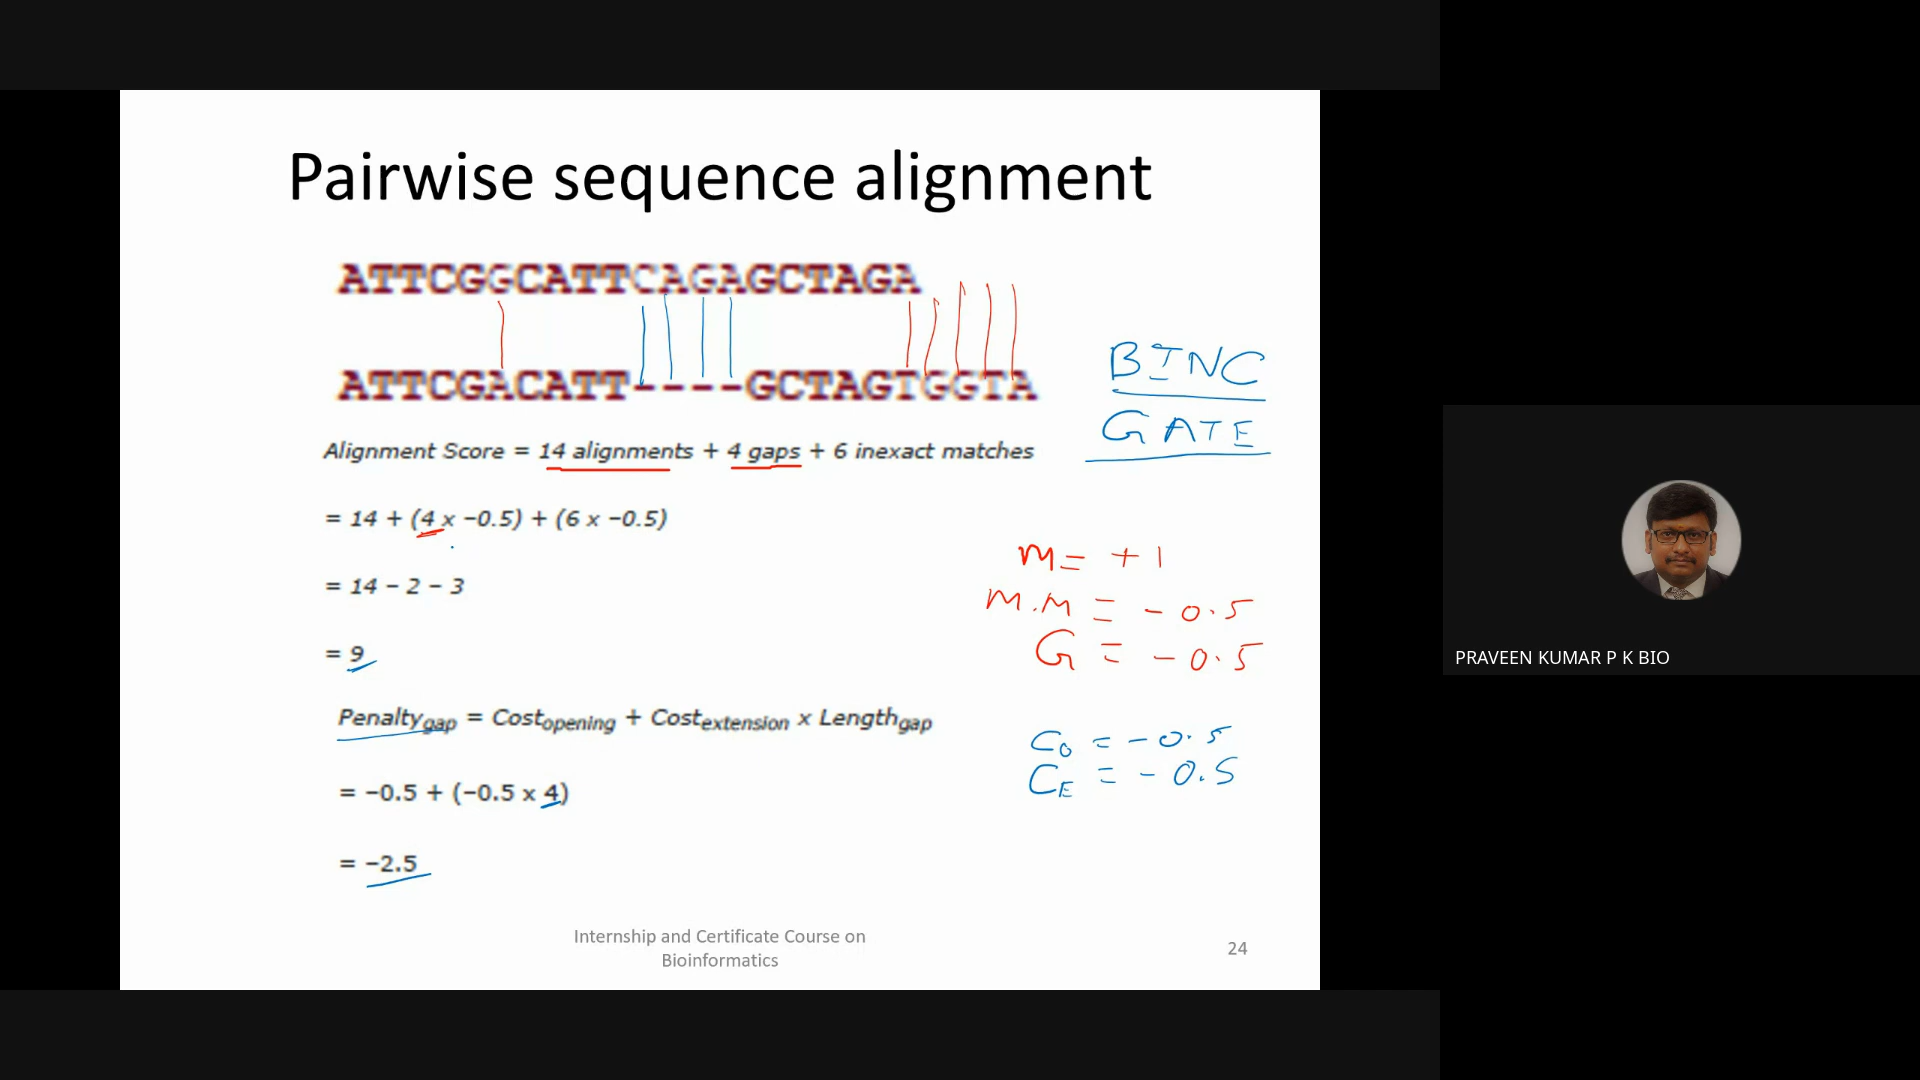 Pairwise sequence alignment
ATTCGGCATTCAGAGCTAGA
ATTCGACATT----GCTAGTGGTA
BINC
GATE
Alignment Score = 14 alignments + 4 gaps + 6 inexact matches
= 14 + (4 x −0.5) + (6 x −0.5)
= 14 − 2 − 3
= 9
M = +1
M.M = -0.5
G = -0.5
Penaltygap = Costopening + Costextension x Lengthgap
= −0.5 + (−0.5 x 4)
= −2.5
CO = -0.5
CE = -0.5
Internship and Certificate Course on
Bioinformatics
24
PRAVEEN KUMAR P K BIO